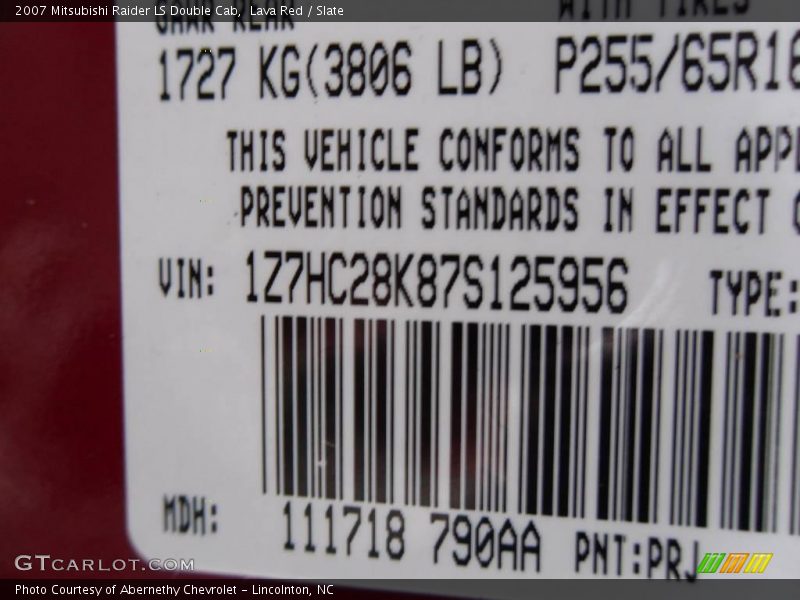 2007 Mitsubishi Raider LS Double Cab, Lava Red / Slate
WITH TIRES
1727 KG(3806 LB) P255/65R16
THIS VEHICLE CONFORMS TO ALL
PREVENTION STANDARDS IN EFFECT
VIN: 1Z7HC28K87S125956 TYPE:
MDH: 111718 790AA PNT:PRJ
GTCARLOT.COM
Photo Courtesy of Abernethy Chevrolet - Lincolnton, NC